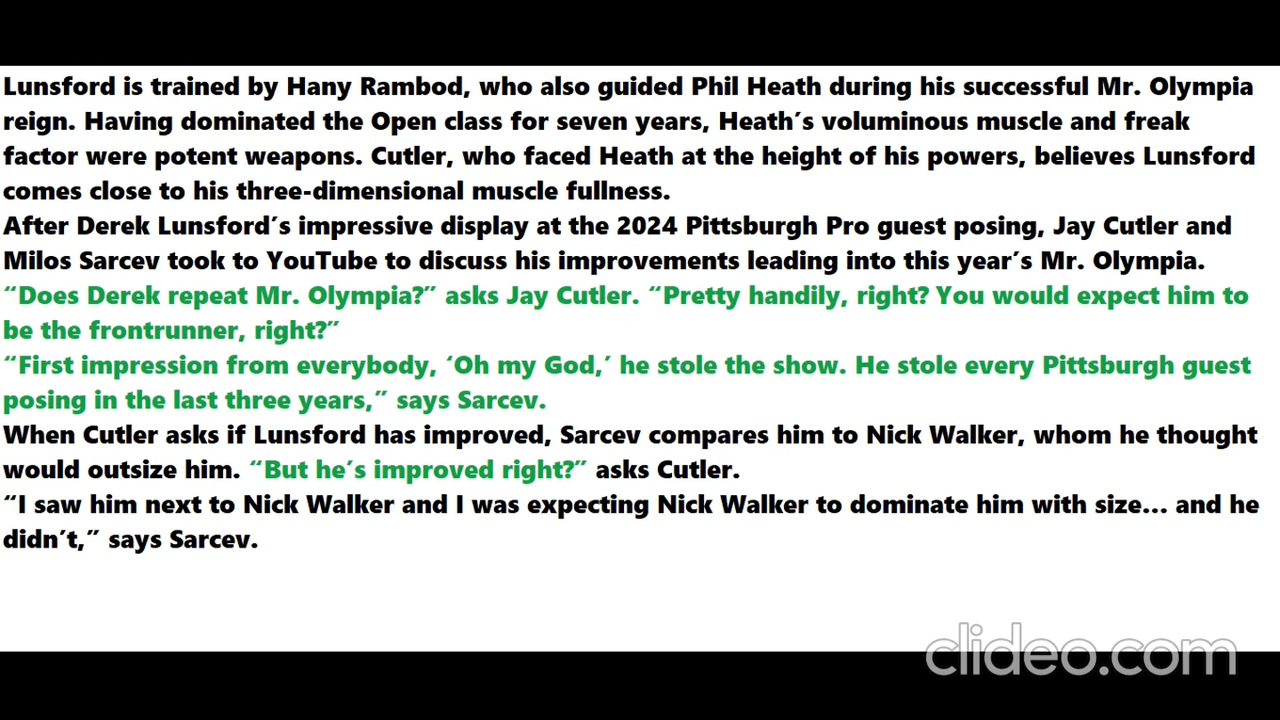 Lunsford is trained by Hany Rambod, who also guided Phil Heath during his successful Mr. Olympia
reign. Having dominated the Open class for seven years, Heath’s voluminous muscle and freak
factor were potent weapons. Cutler, who faced Heath at the height of his powers, believes Lunsford
comes close to his three-dimensional muscle fullness.
After Derek Lunsford’s impressive display at the 2024 Pittsburgh Pro guest posing, Jay Cutler and
Milos Sarcev took to YouTube to discuss his improvements leading into this year’s Mr. Olympia.
“Does Derek repeat Mr. Olympia?” asks Jay Cutler. “Pretty handily, right? You would expect him to
be the frontrunner, right?”
“First impression from everybody, ‘Oh my God,’ he stole the show. He stole every Pittsburgh guest
posing in the last three years,” says Sarcev.
When Cutler asks if Lunsford has improved, Sarcev compares him to Nick Walker, whom he thought
would outsize him. “But he’s improved right?” asks Cutler.
“I saw him next to Nick Walker and I was expecting Nick Walker to dominate him with size… and he
didn’t,” says Sarcev.
clideo.com